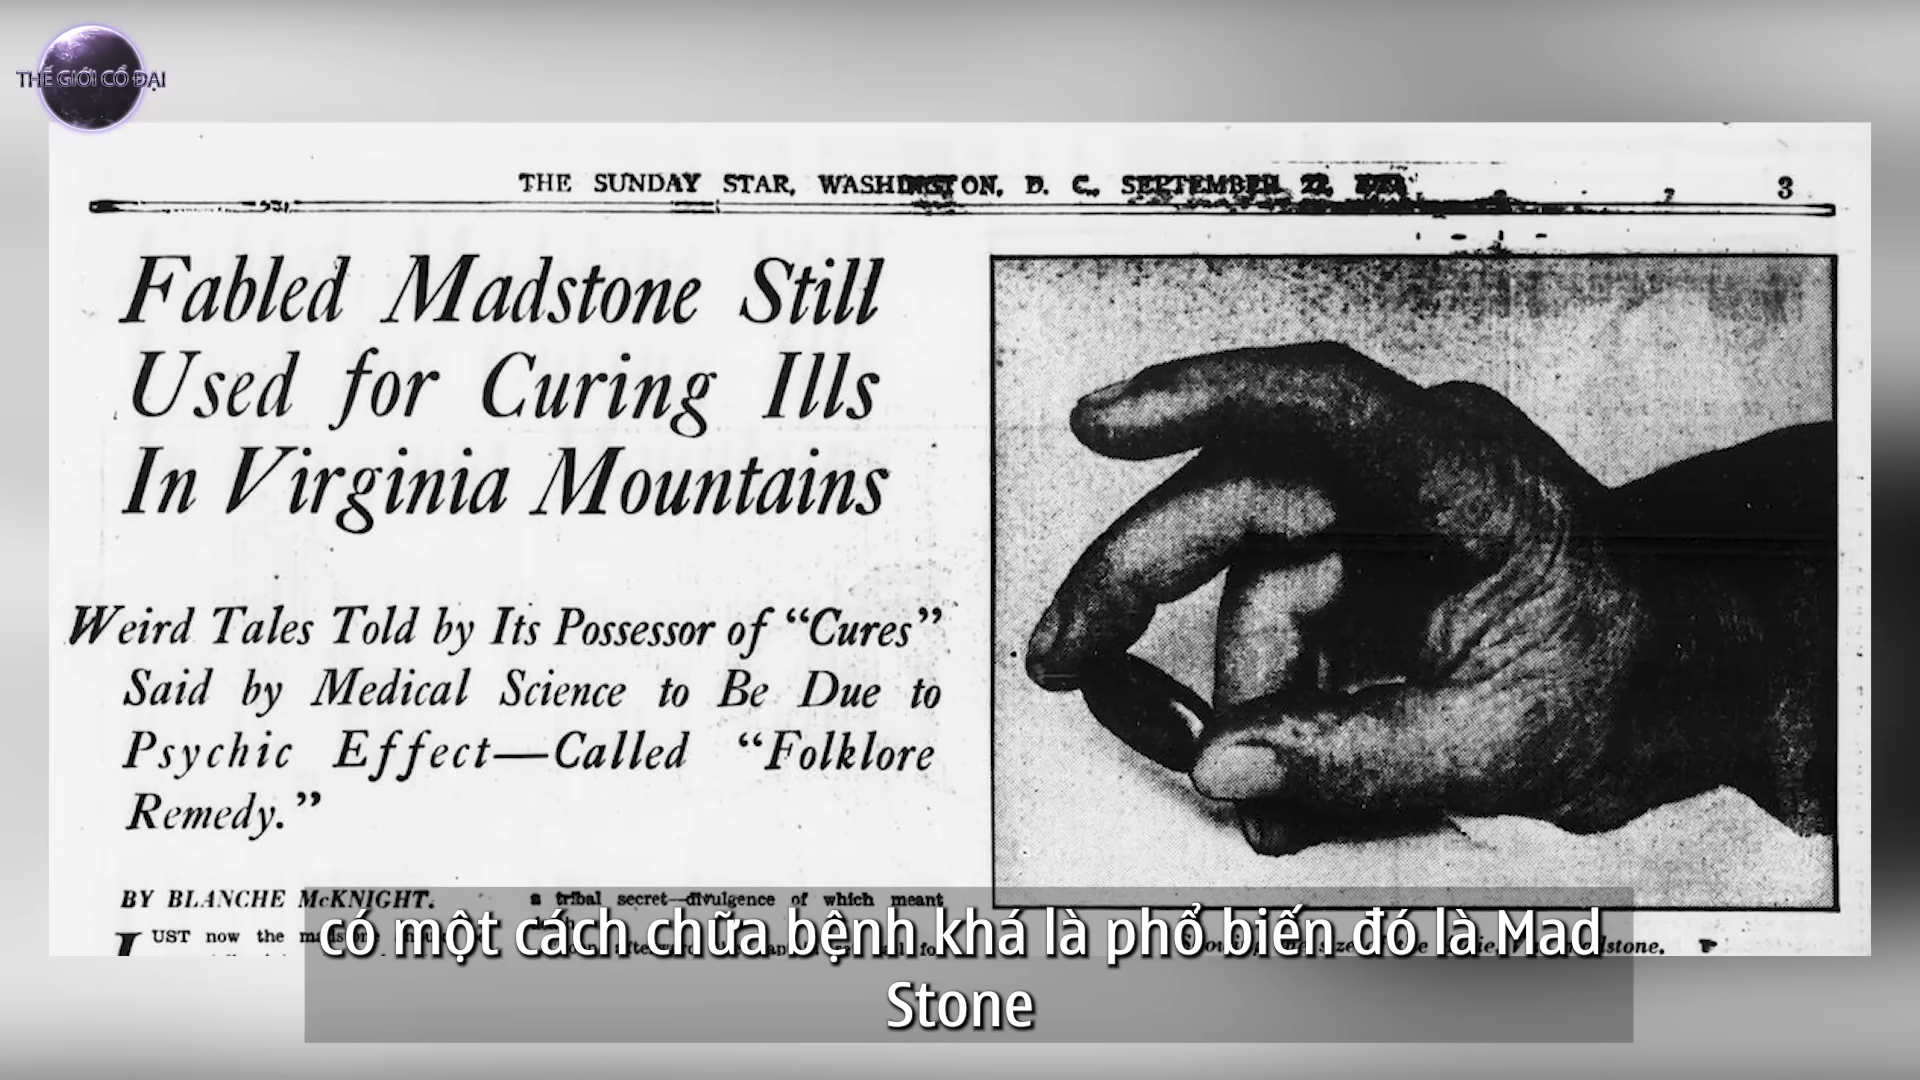 THẾ GIỚI CỔ ĐẠI
THE SUNDAY STAR, WASHINGTON, D. C., SEPTEMBER 22, 3
Fabled Madstone Still
Used for Curing Ills
In Virginia Mountains
Weird Tales Told by Its Possessor of “Cures”
Said by Medical Science to Be Due to
Psychic Effect—Called “Folklore
Remedy.”
BY BLANCHE McKNIGHT.
JUST now the
a tribal secret—divulgence of which meant
có một cách chữa bệnh khá là phổ biến đó là Mad
Stone